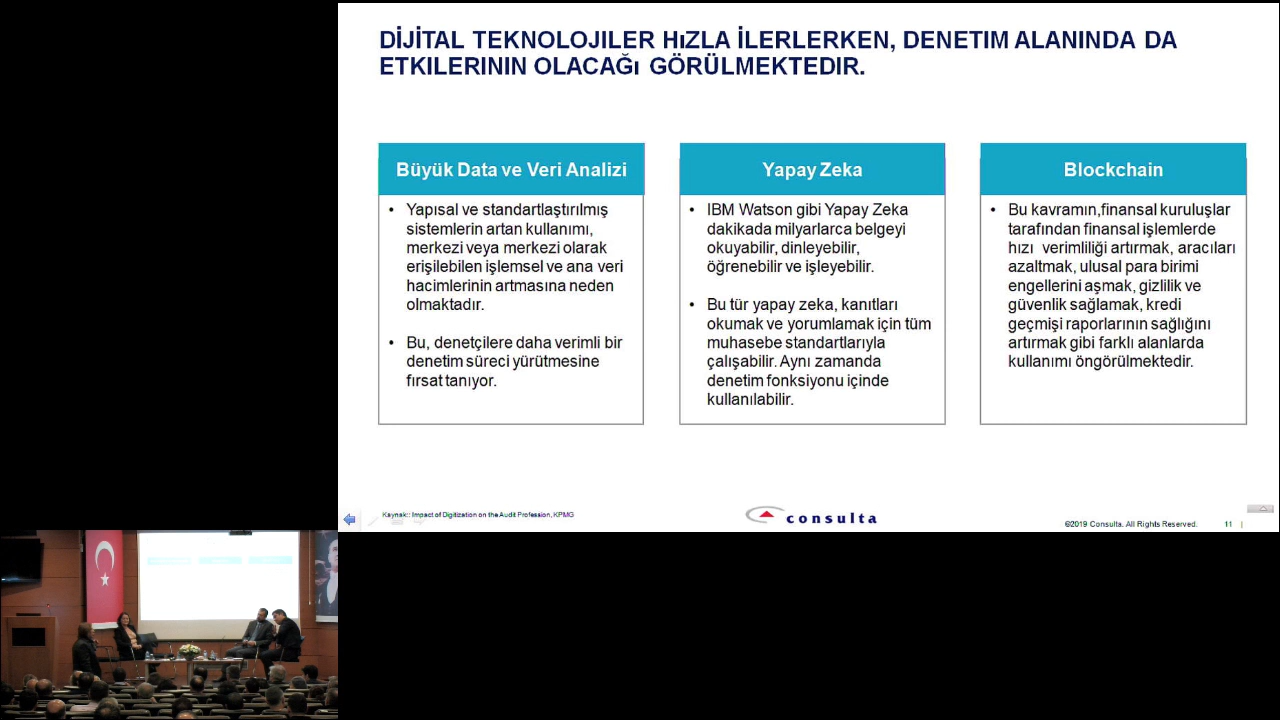 DİJİTAL TEKNOLOJILER HıZLA İLERLERKEN, DENETIM ALANINDA DA
ETKILERININ OLACAĞı GÖRÜLMEKTEDIR.
Büyük Data ve Veri Analizi
• Yapısal ve standartlaştırılmış
sistemlerin artan kullanımı,
merkezi veya merkezi olarak
erişilebilen işlemsel ve ana veri
hacimlerinin artmasına neden
olmaktadır.
• Bu, denetçilere daha verimli bir
denetim süreci yürütmesine
fırsat tanıyor.
Yapay Zeka
• IBM Watson gibi Yapay Zeka
dakikada milyarlarca belgeyi
okuyabilir, dinleyebilir,
öğrenebilir ve işleyebilir.
• Bu tür yapay zeka, kanıtları
okumak ve yorumlamak için tüm
muhasebe standartlarıyla
çalışabilir. Aynı zamanda
denetim fonksiyonu içinde
kullanılabilir.
Blockchain
• Bu kavramın,finansal kuruluşlar
tarafından finansal işlemlerde
hızı verimliliği artırmak, aracıları
azaltmak, ulusal para birimi
engellerini aşmak, gizlilik ve
güvenlik sağlamak, kredi
geçmişi raporlarının sağlığını
artırmak gibi farklı alanlarda
kullanımı öngörülmektedir.
Kaynak:: Impact of Digitization on the Audit Profession, KPMG
consulta
©2019 Consulta. All Rights Reserved. 11 |